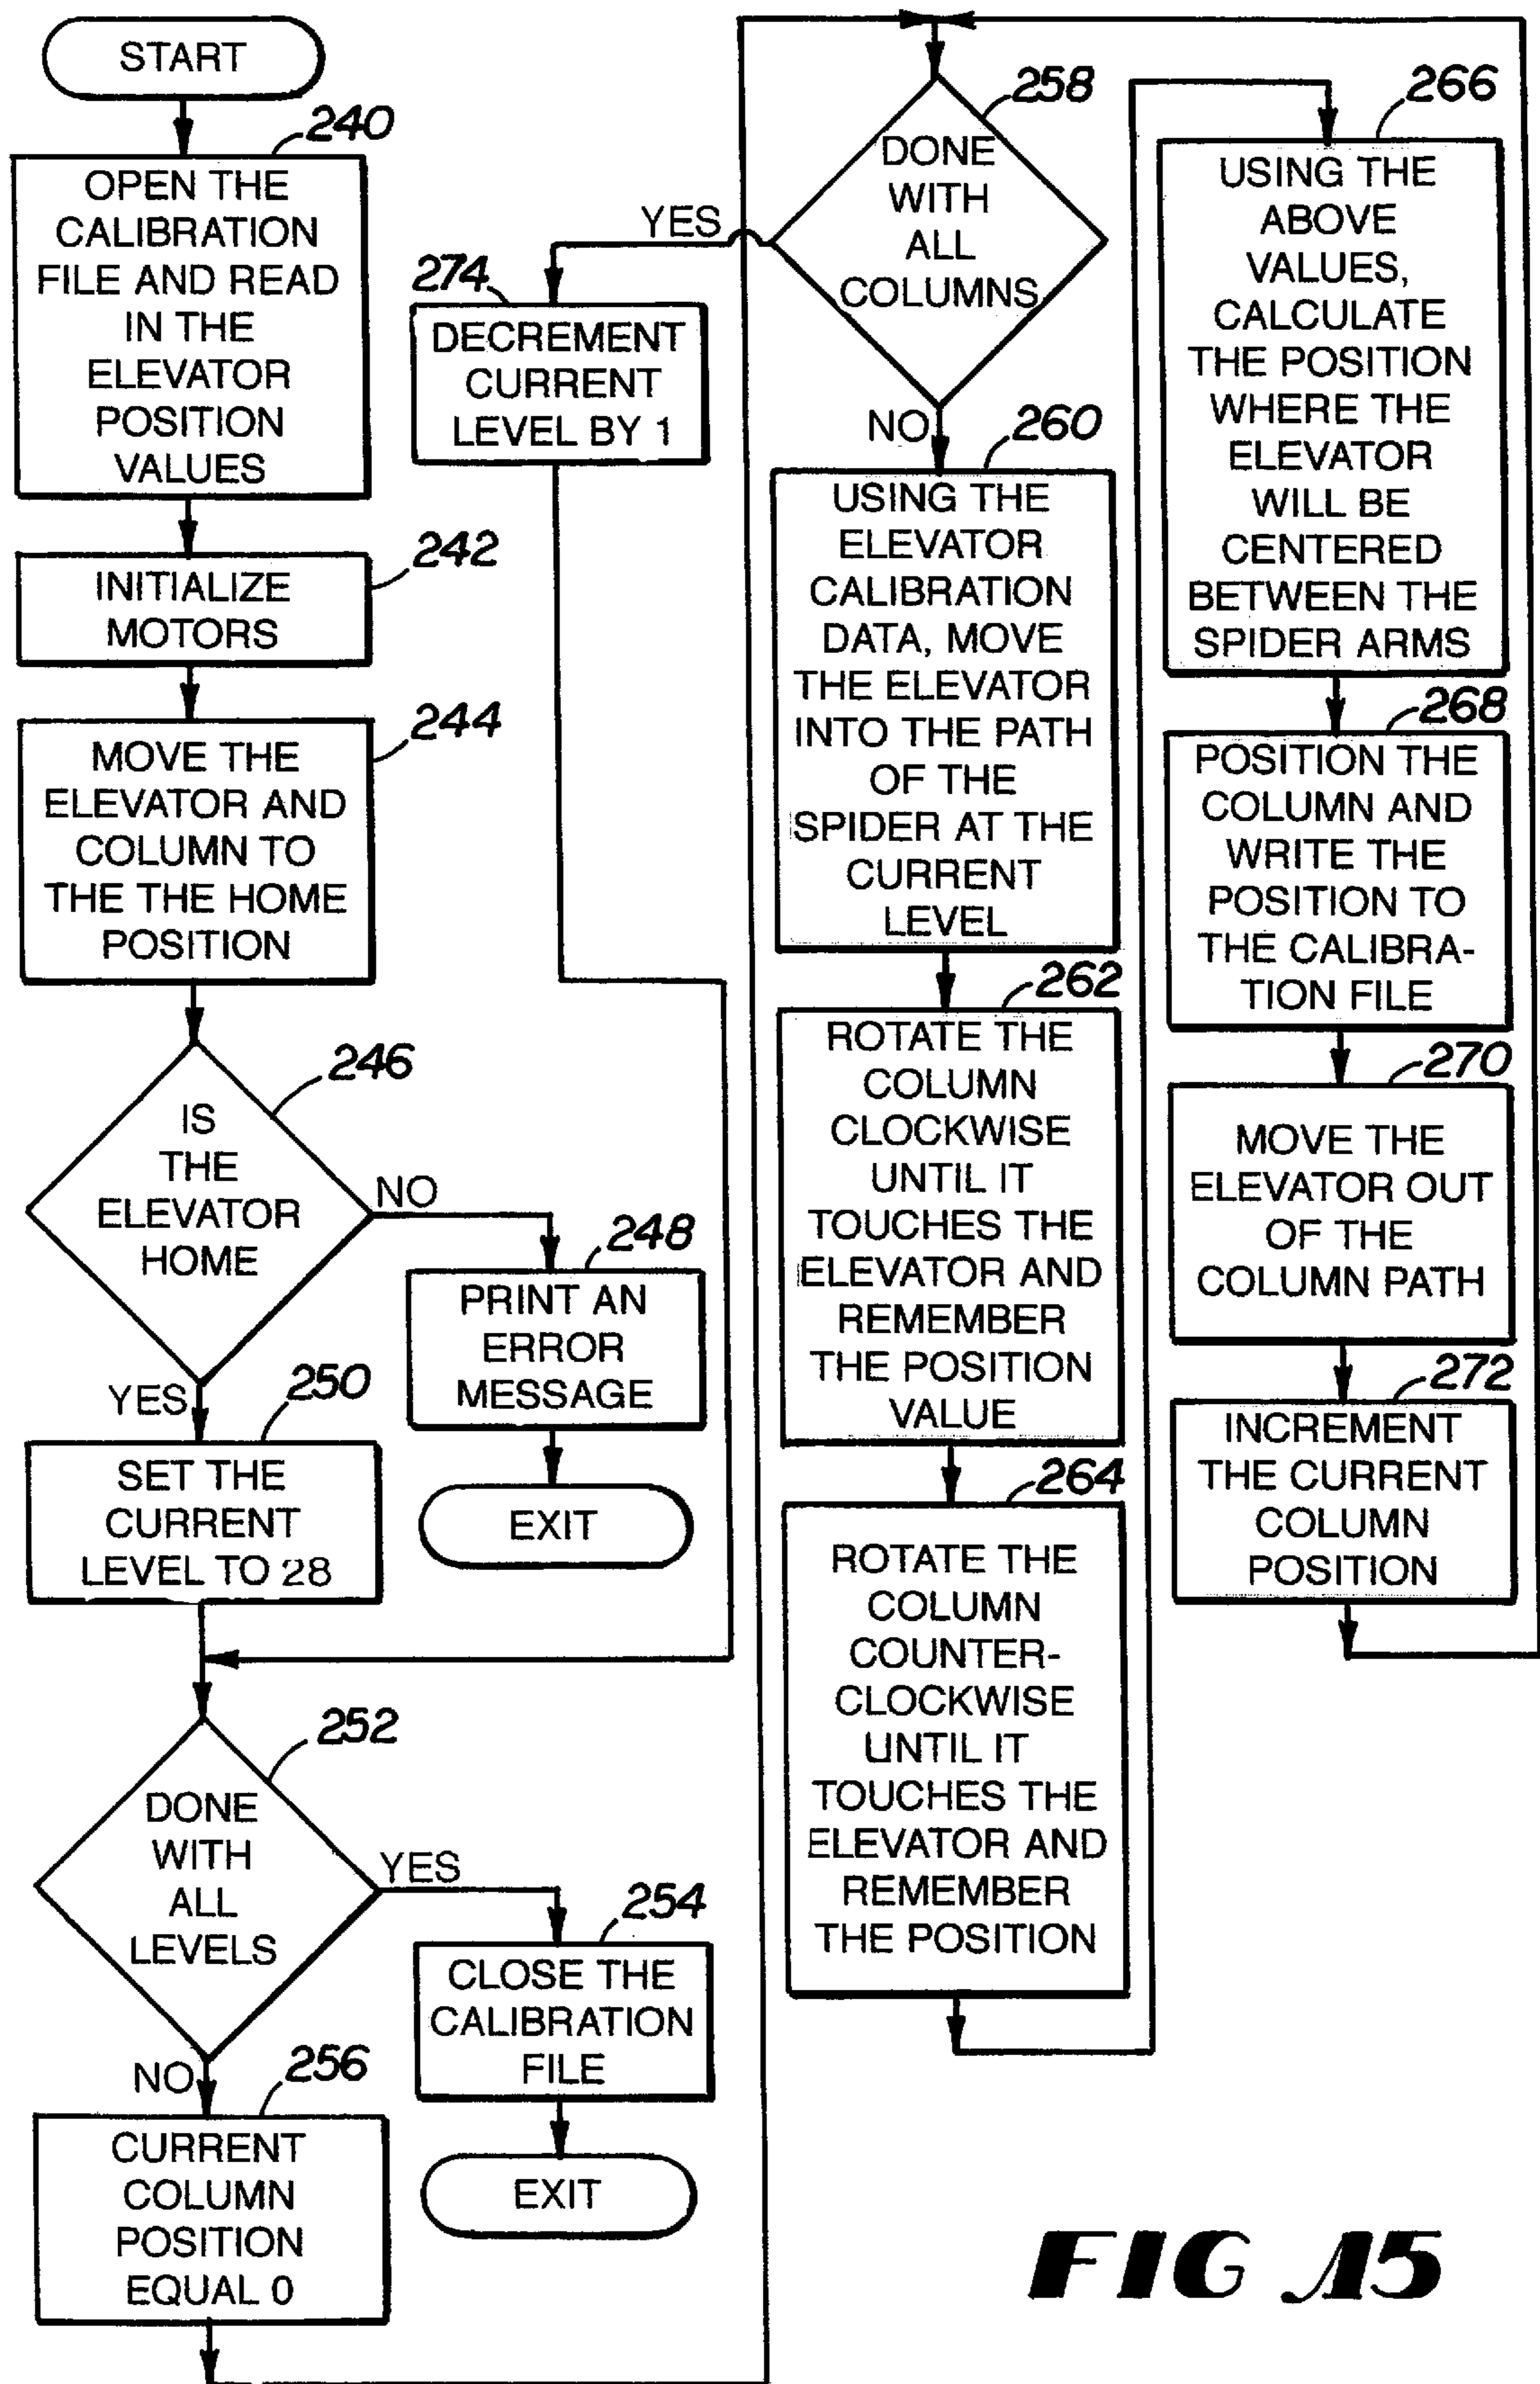 START
240
OPEN THE
CALIBRATION
FILE AND READ
IN THE
ELEVATOR
POSITION
VALUES
242
INITIALIZE
MOTORS
244
MOVE THE
ELEVATOR AND
COLUMN TO
THE THE HOME
POSITION
246
IS
THE
ELEVATOR
HOME
NO
248
PRINT AN
ERROR
MESSAGE
EXIT
YES
250
SET THE
CURRENT
LEVEL TO 28
252
DONE
WITH
ALL
LEVELS
YES
254
CLOSE THE
CALIBRATION
FILE
EXIT
NO
256
CURRENT
COLUMN
POSITION
EQUAL 0
258
DONE
WITH
ALL
COLUMNS
YES
274
DECREMENT
CURRENT
LEVEL BY 1
NO
260
USING THE
ELEVATOR
CALIBRATION
DATA, MOVE
THE ELEVATOR
INTO THE PATH
OF THE
SPIDER AT THE
CURRENT
LEVEL
262
ROTATE THE
COLUMN
CLOCKWISE
UNTIL IT
TOUCHES THE
ELEVATOR AND
REMEMBER
THE POSITION
VALUE
264
ROTATE THE
COLUMN
COUNTER-
CLOCKWISE
UNTIL IT
TOUCHES THE
ELEVATOR AND
REMEMBER
THE POSITION
266
USING THE
ABOVE
VALUES,
CALCULATE
THE POSITION
WHERE THE
ELEVATOR
WILL BE
CENTERED
BETWEEN THE
SPIDER ARMS
268
POSITION THE
COLUMN AND
WRITE THE
POSITION TO
THE CALIBRA-
TION FILE
270
MOVE THE
ELEVATOR OUT
OF THE
COLUMN PATH
272
INCREMENT
THE CURRENT
COLUMN
POSITION
FIG 15